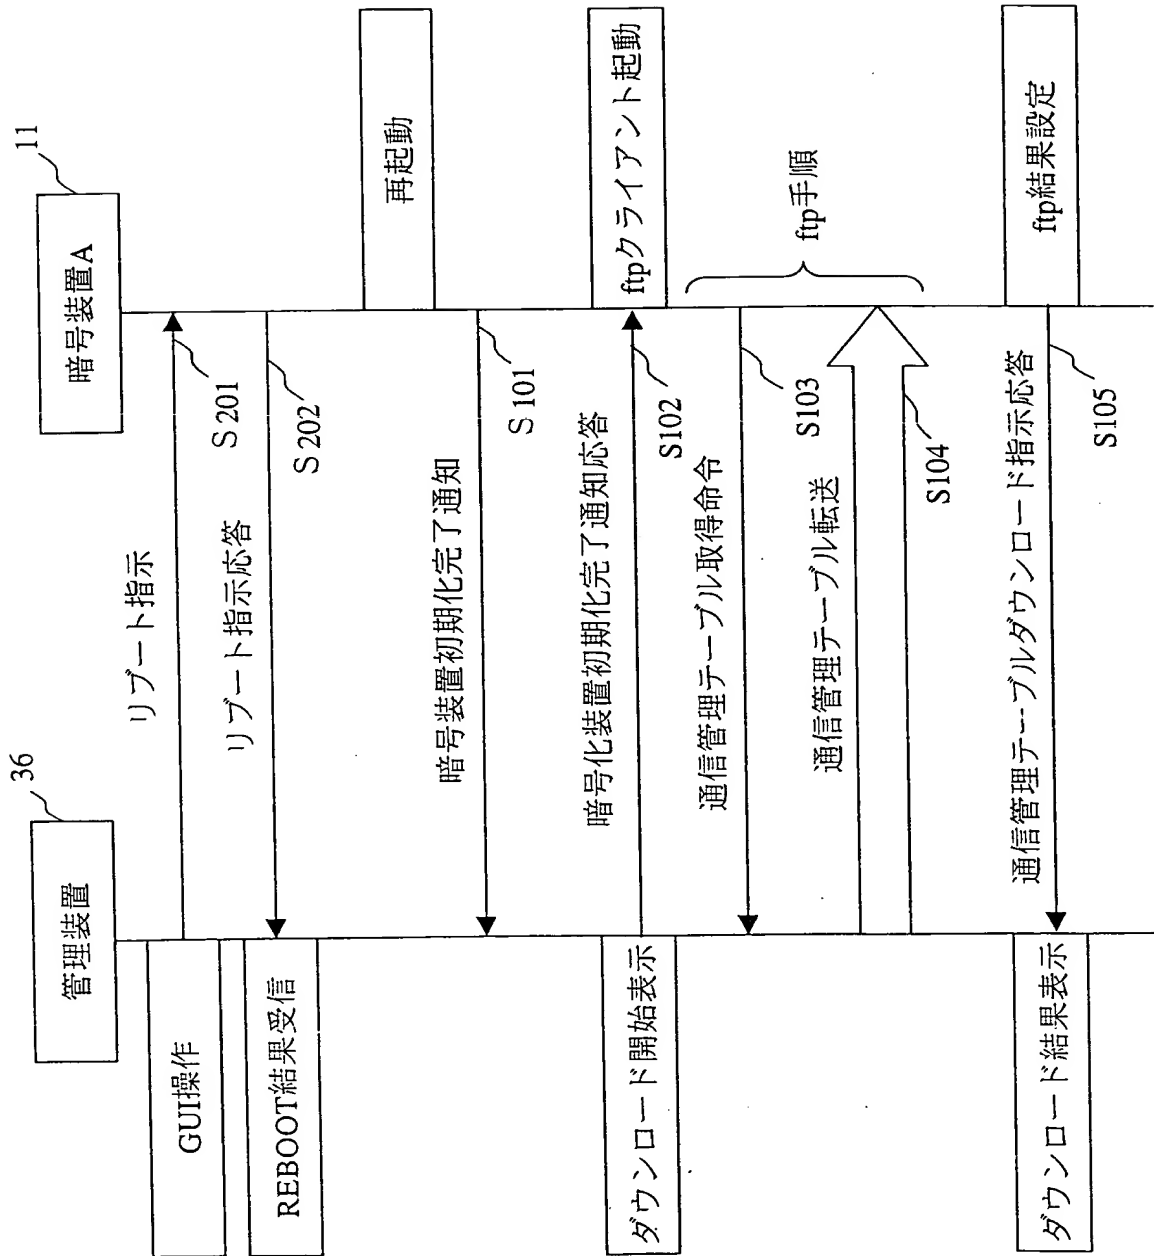 管理装置
36
暗号装置A
11
GUI操作
リブート指示
S201
REBOOT結果受信
リブート指示応答
S202
再起動
暗号装置初期化完了通知
S101
ダウンロード開始表示
暗号化装置初期化完了通知応答
S102
ftpクライアント起動
通信管理テーブル取得命令
S103
ftp手順
通信管理テーブル転送
S104
ダウンロード結果表示
通信管理テーブルダウンロード指示応答
S105
ftp結果設定